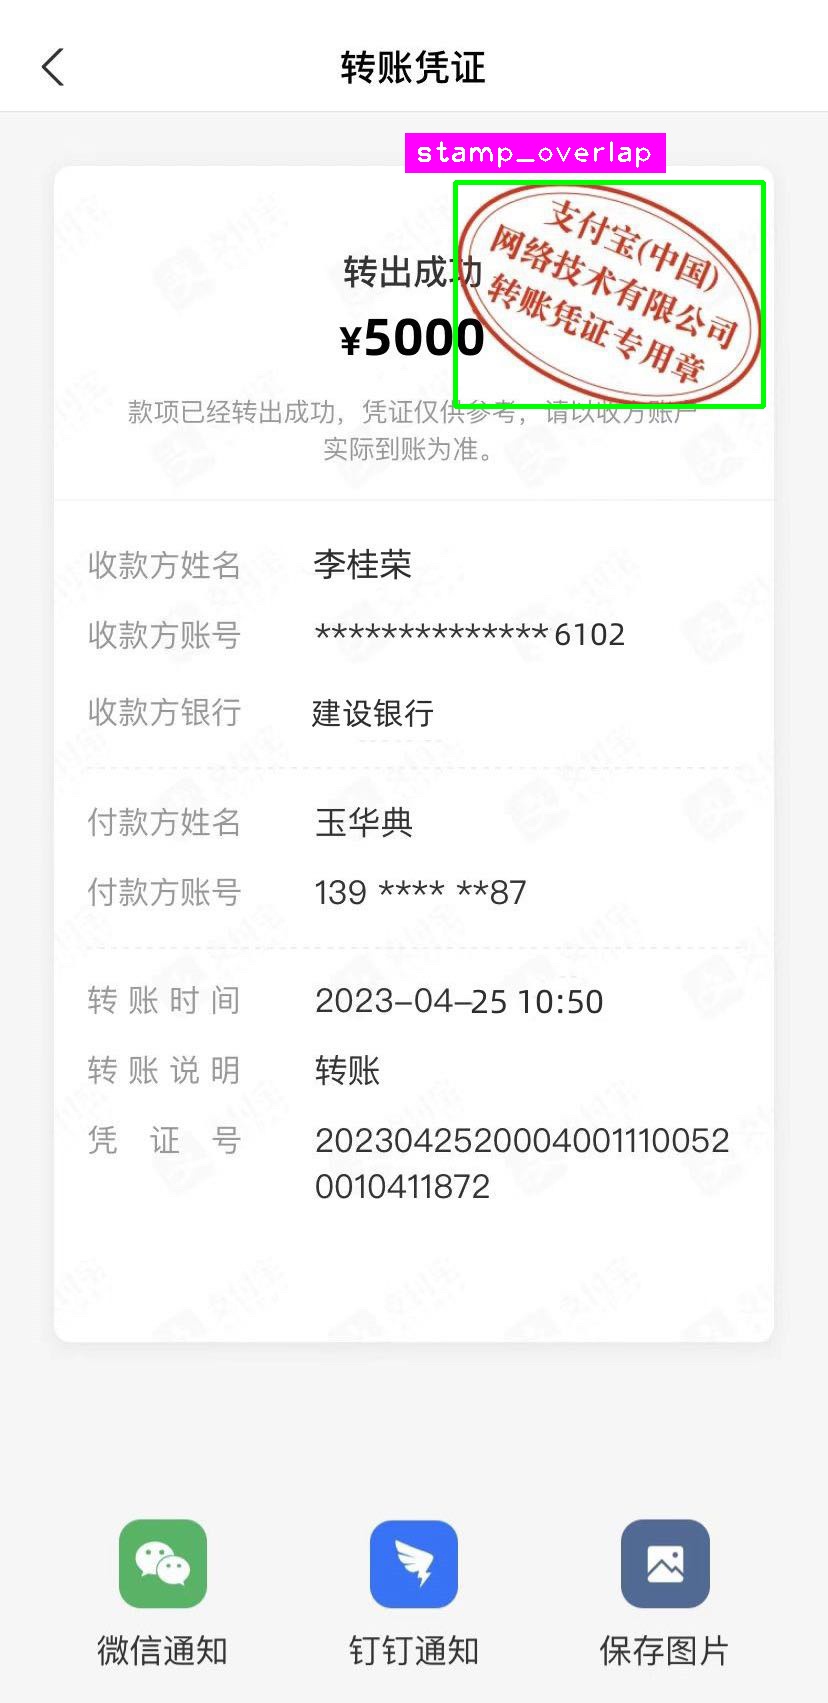 转账凭证
stamp_overlap
支付宝(中国)
网络技术有限公司
转账凭证专用章
转出成功
¥5000
款项已经转出成功，凭证仅供参考，请以收方账户
实际到账为准。
收款方姓名 李桂荣
收款方账号 **************6102
收款方银行 建设银行
付款方姓名 玉华典
付款方账号 139 **** **87
转账时间 2023-04-25 10:50
转账说明 转账
凭证号 2023042520004001110052
0010411872
微信通知 钉钉通知 保存图片